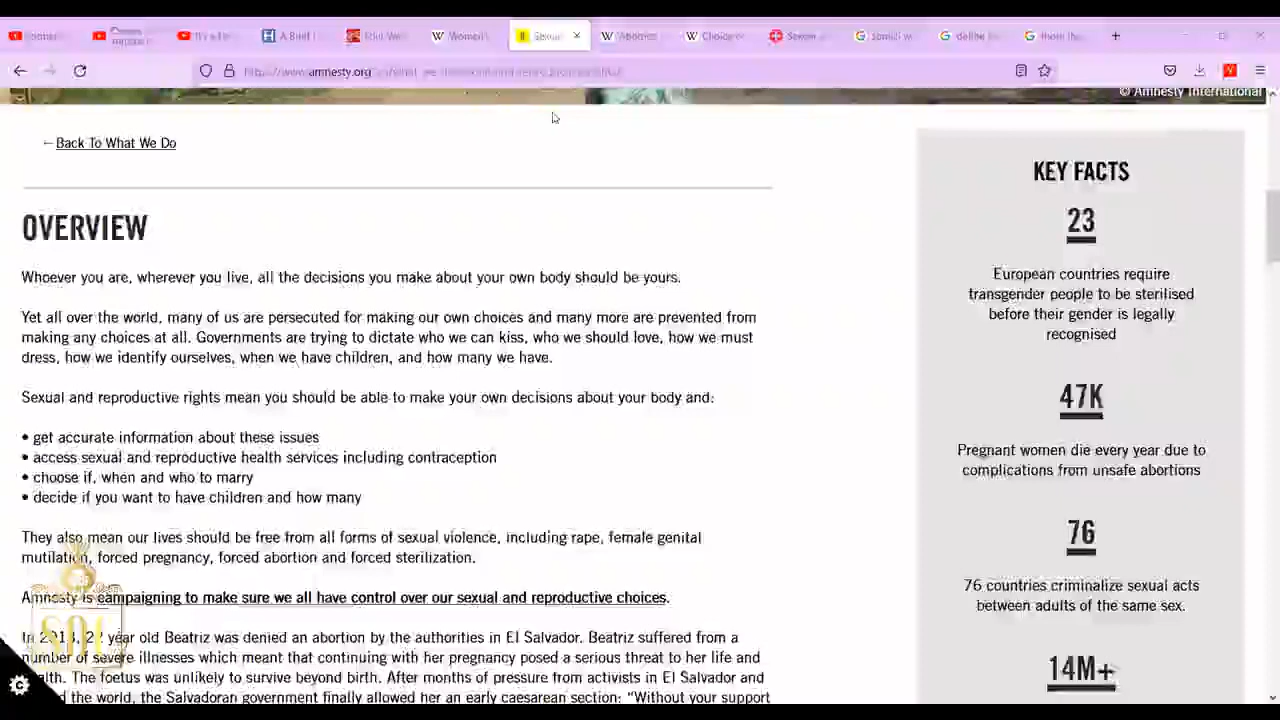 A Brief
Women'
Choice
define
amnesty.org
© Amnesty International
←Back To What We Do
OVERVIEW
Whoever you are, wherever you live, all the decisions you make about your own body should be yours.
Yet all over the world, many of us are persecuted for making our own choices and many more are prevented from
making any choices at all. Governments are trying to dictate who we can kiss, who we should love, how we must
dress, how we identify ourselves, when we have children, and how many we have.
Sexual and reproductive rights mean you should be able to make your own decisions about your body and:
• get accurate information about these issues
• access sexual and reproductive health services including contraception
• choose if, when and who to marry
• decide if you want to have children and how many
They also mean our lives should be free from all forms of sexual violence, including rape, female genital
mutilation, forced pregnancy, forced abortion and forced sterilization.
Amnesty is campaigning to make sure we all have control over our sexual and reproductive choices.
In year old Beatriz was denied an abortion by the authorities in El Salvador. Beatriz suffered from a
number of severe illnesses which meant that continuing with her pregnancy posed a serious threat to her life and
The foetus was unlikely to survive beyond birth. After months of pressure from activists in El Salvador and
the world, the Salvadoran government finally allowed her an early caesarean section: “Without your support
KEY FACTS
23
European countries require
transgender people to be sterilised
before their gender is legally
recognised
47K
Pregnant women die every year due to
complications from unsafe abortions
76
76 countries criminalize sexual acts
between adults of the same sex.
14M+